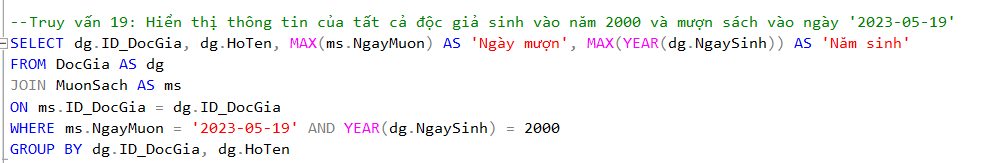 --Truy vấn 19: Hiển thị thông tin của tất cả độc giả sinh vào năm 2000 và mượn sách vào ngày '2023-05-19'
SELECT dg.ID_DocGia, dg.HoTen, MAX(ms.NgayMuon) AS 'Ngày mượn', MAX(YEAR(dg.NgaySinh)) AS 'Năm sinh'
FROM DocGia AS dg
JOIN MuonSach AS ms
ON ms.ID_DocGia = dg.ID_DocGia
WHERE ms.NgayMuon = '2023-05-19' AND YEAR(dg.NgaySinh) = 2000
GROUP BY dg.ID_DocGia, dg.HoTen